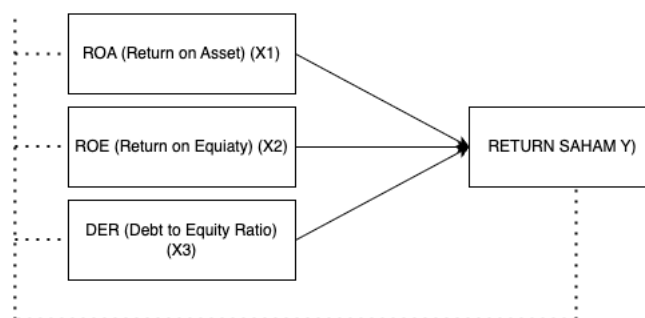 ROA (Return on Asset) (X1)
ROE (Return on Equiaty) (X2)
RETURN SAHAM Y)
DER (Debt to Equity Ratio)
(X3)